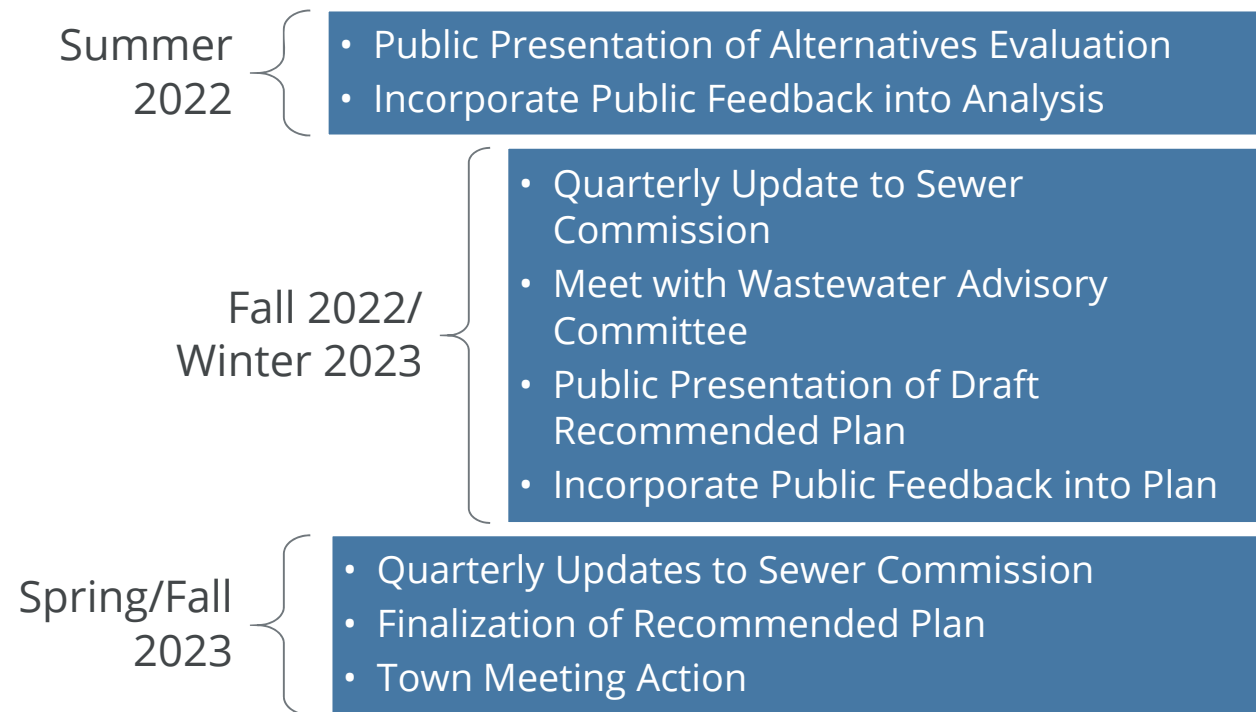 Summer
2022
• Public Presentation of Alternatives Evaluation
• Incorporate Public Feedback into Analysis
Fall 2022/
Winter 2023
• Quarterly Update to Sewer
Commission
• Meet with Wastewater Advisory
Committee
• Public Presentation of Draft
Recommended Plan
• Incorporate Public Feedback into Plan
Spring/Fall
2023
• Quarterly Updates to Sewer Commission
• Finalization of Recommended Plan
• Town Meeting Action